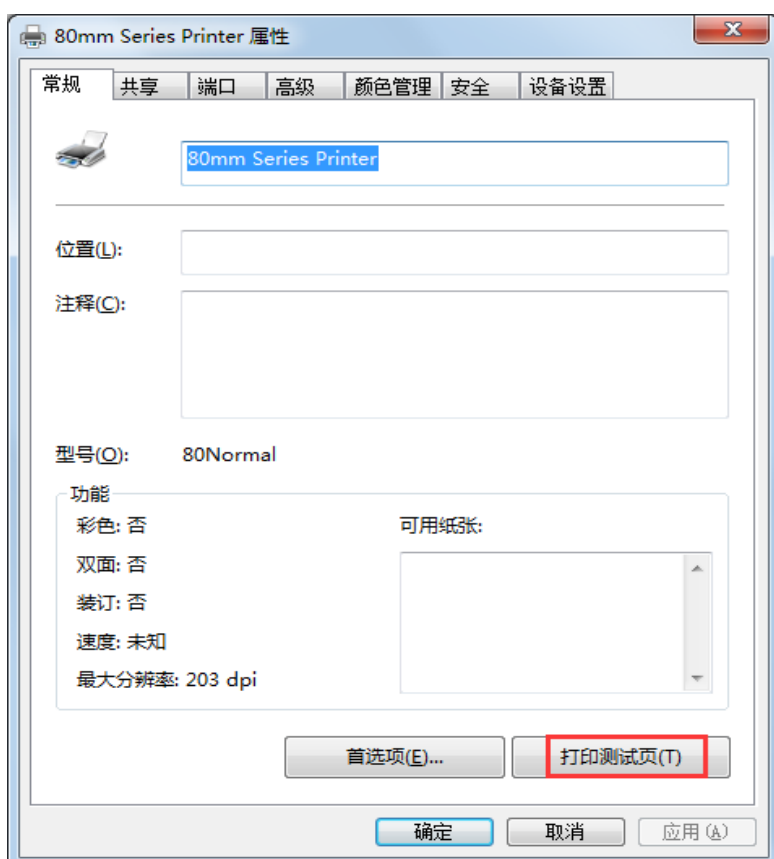 80mm Series Printer 属性
常规 共享 端口 高级 颜色管理 安全 设备设置
80mm Series Printer
位置(L):
注释(C):
型号(O): 80Normal
功能
彩色: 否 可用纸张:
双面: 否
装订: 否
速度: 未知
最大分辨率: 203 dpi
首选项(E)... 打印测试页(T)
确定 取消 应用(A)